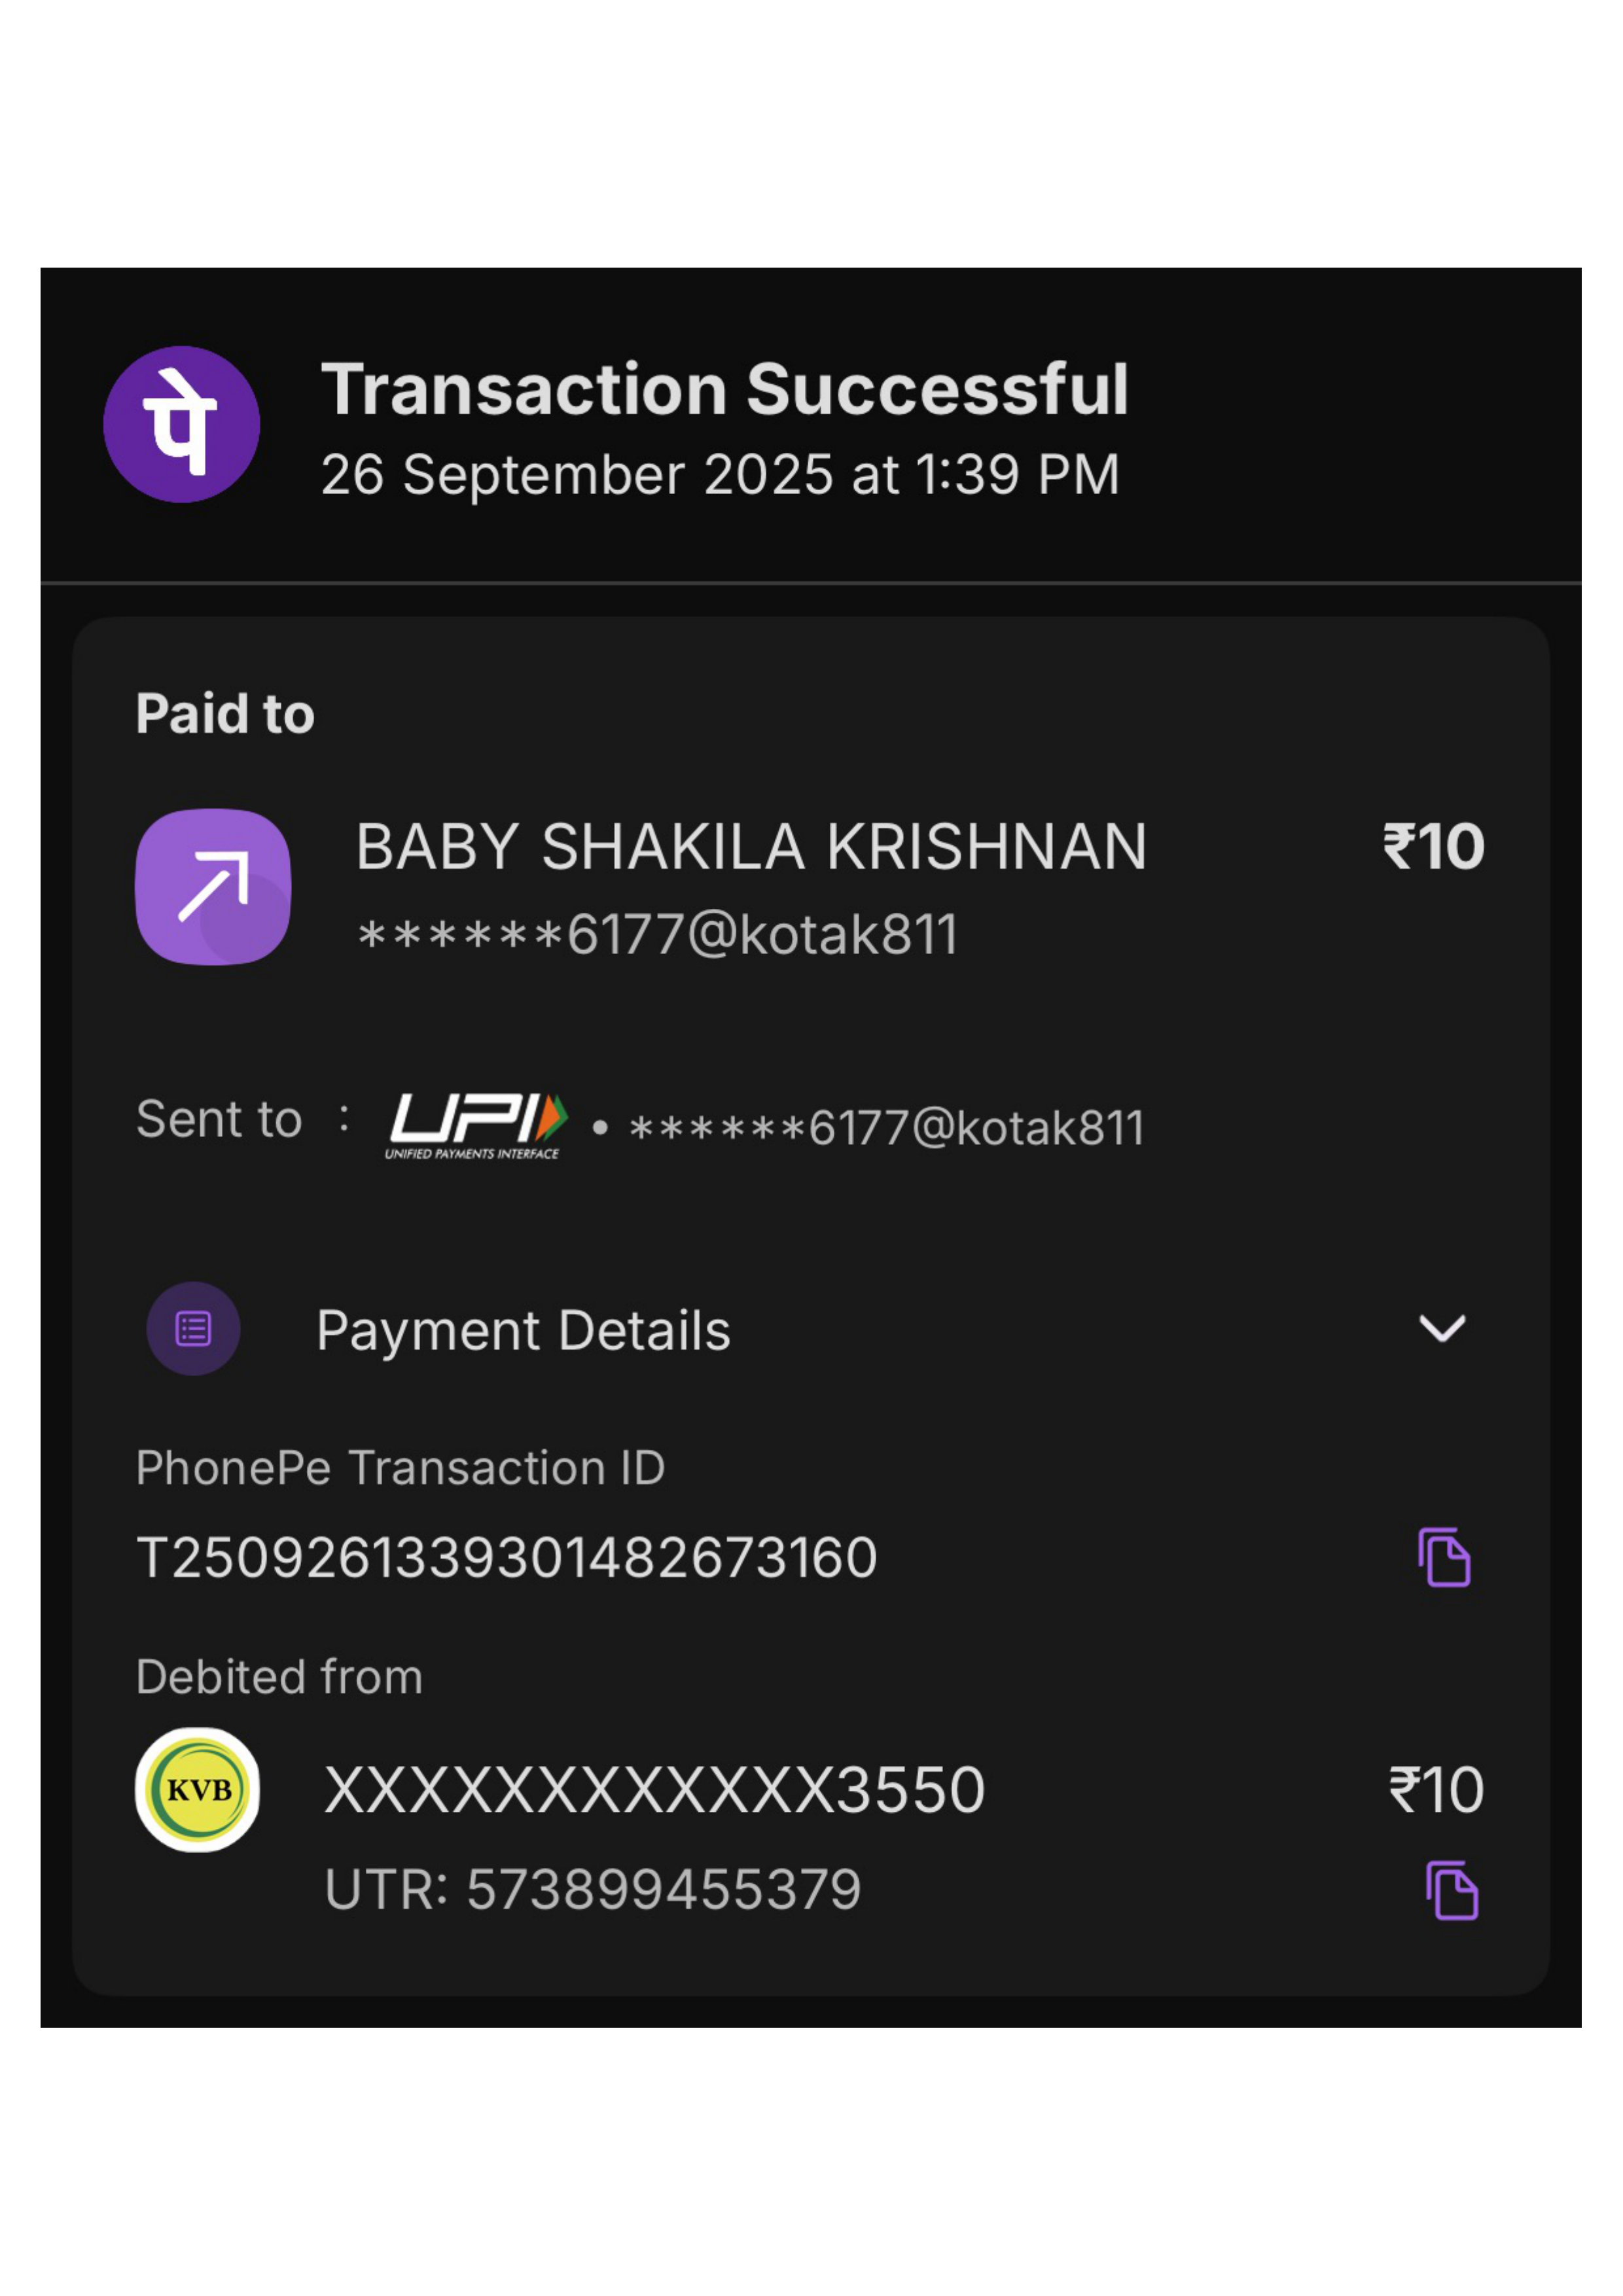 पे
Transaction Successful
26 September 2025 at 1:39 PM
Paid to
BABY SHAKILA KRISHNAN ₹10
******6177@kotak811
Sent to : UPI • ******6177@kotak811
UNIFIED PAYMENTS INTERFACE
Payment Details
PhonePe Transaction ID
T2509261339301482673160
Debited from
KVB XXXXXXXXXXXX3550 ₹10
UTR: 573899455379